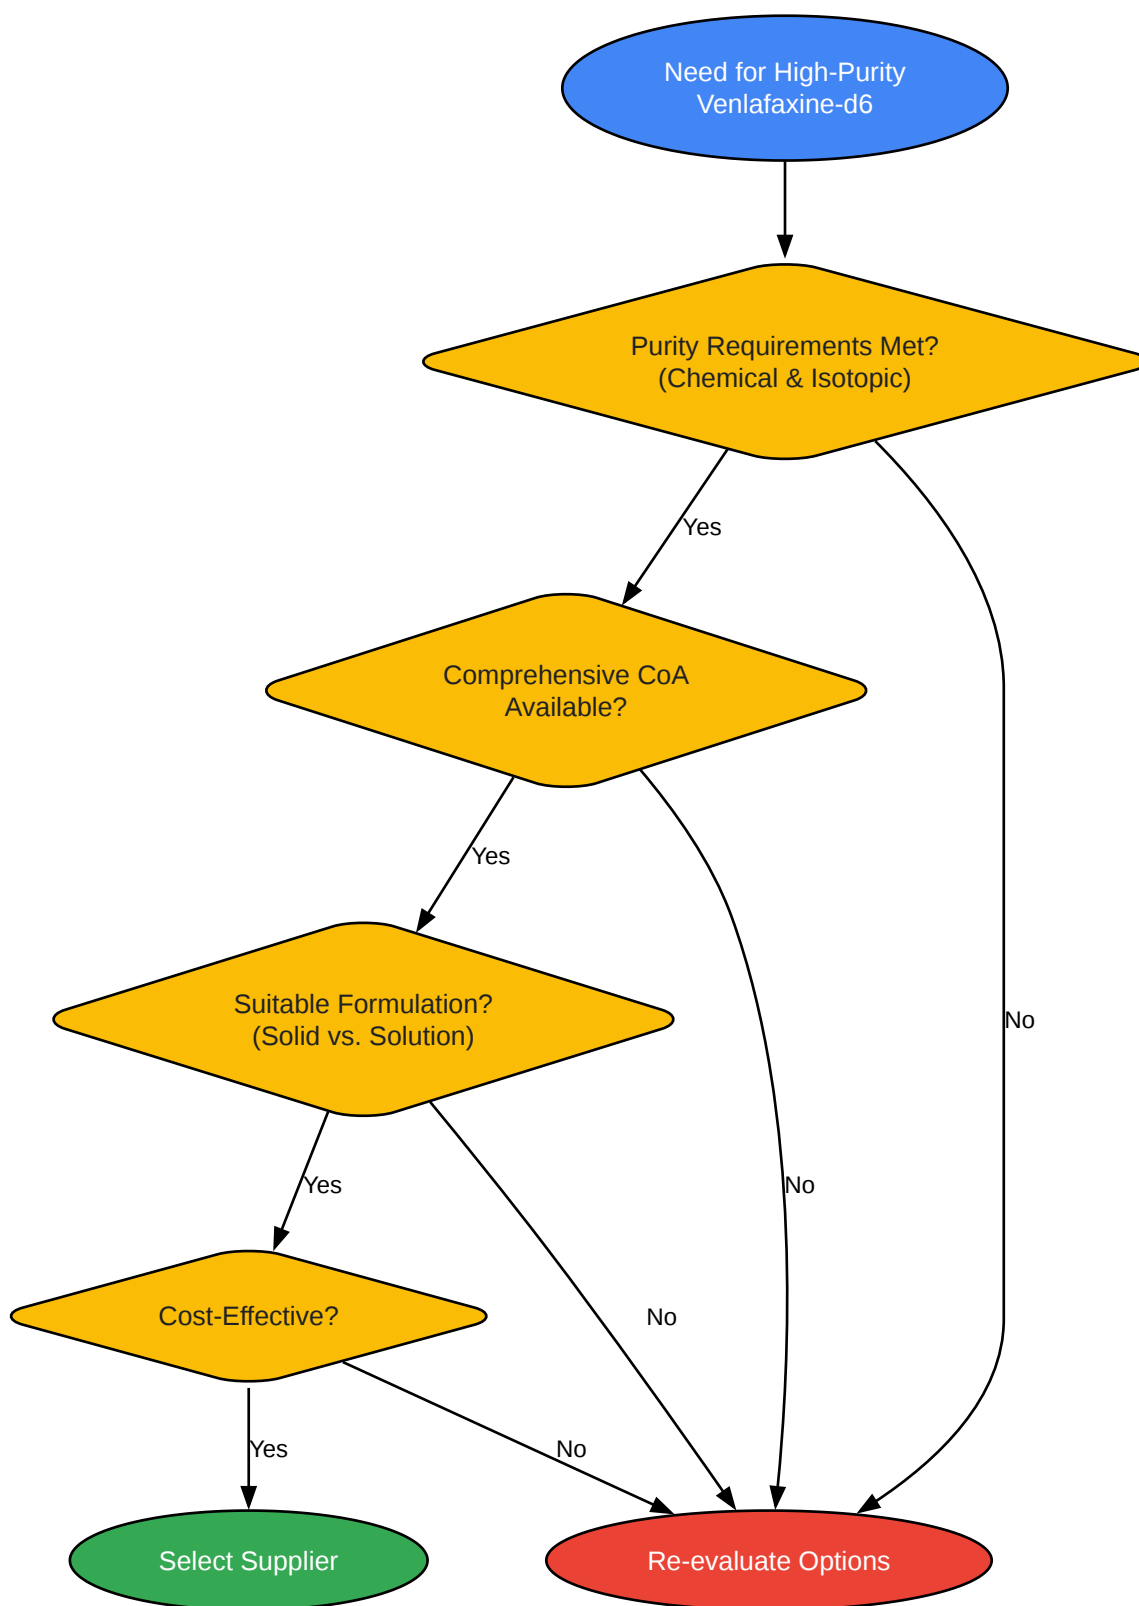 Need for High-Purity
Venlafaxine-d6
Purity Requirements Met?
(Chemical & Isotopic)
Yes
Comprehensive CoA
Available?
Yes
Suitable Formulation?
(Solid vs. Solution)
No
Yes
No
Cost-Effective?
No
Yes
No
Select Supplier
Re-evaluate Options